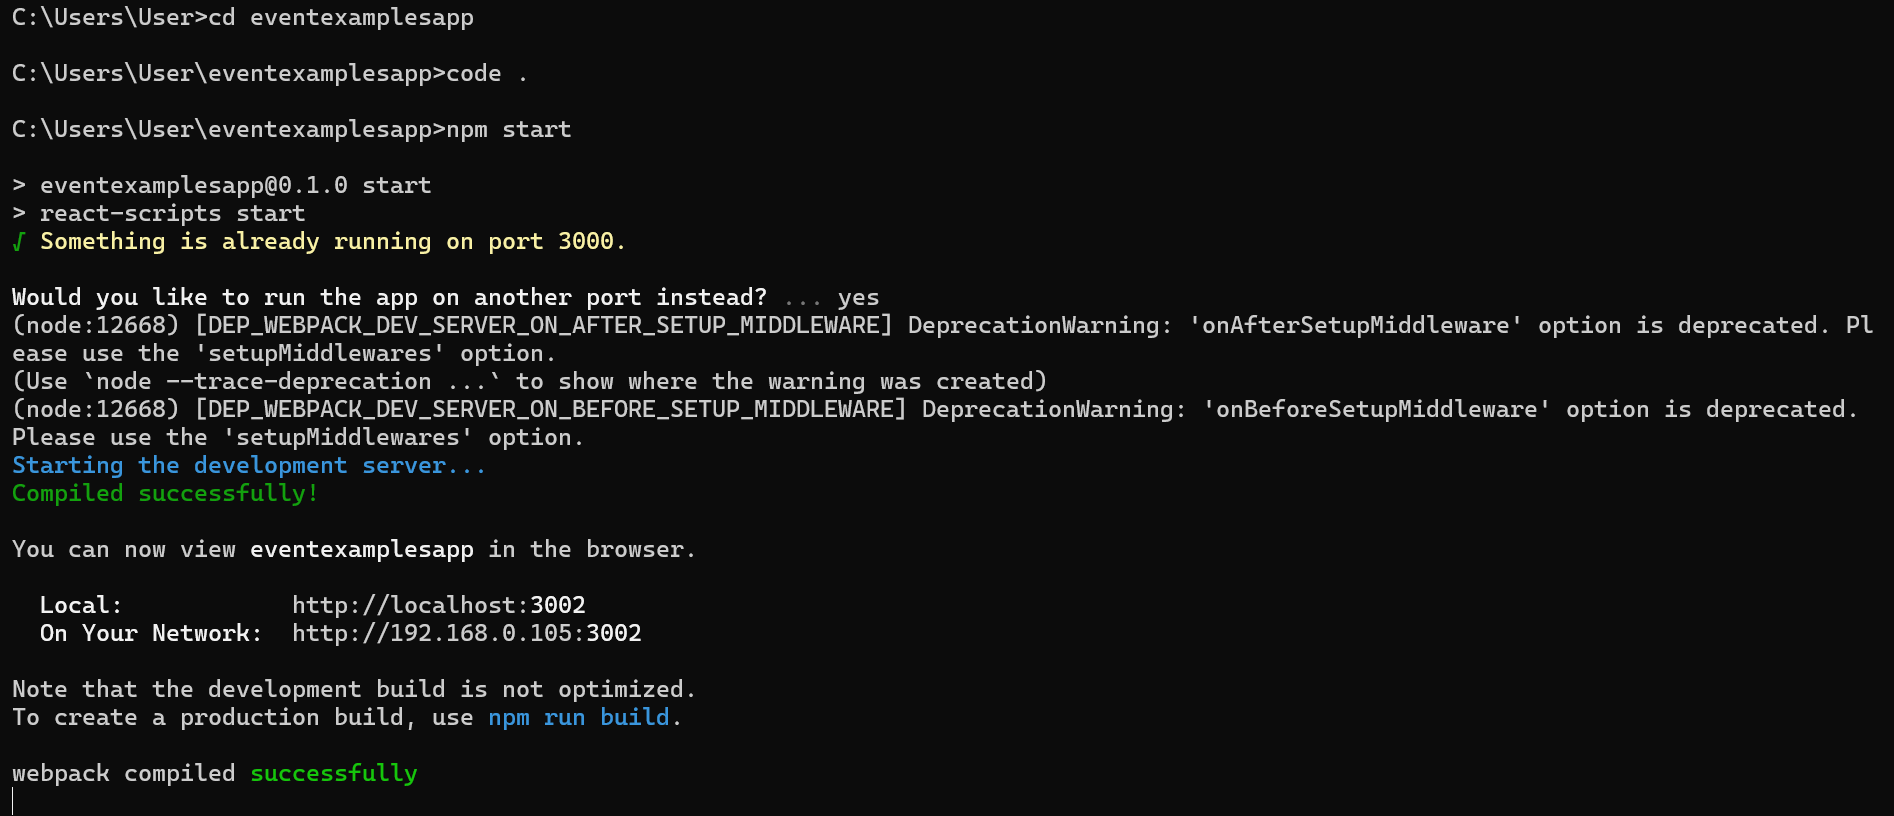 C:\Users\User>cd eventexamplesapp
C:\Users\User\eventexamplesapp>code .
C:\Users\User\eventexamplesapp>npm start
> eventexamplesapp@0.1.0 start
> react-scripts start
√ Something is already running on port 3000.
Would you like to run the app on another port instead? ... yes
(node:12668) [DEP_WEBPACK_DEV_SERVER_ON_AFTER_SETUP_MIDDLEWARE] DeprecationWarning: 'onAfterSetupMiddleware' option is deprecated. Pl
ease use the 'setupMiddlewares' option.
(Use `node --trace-deprecation ...` to show where the warning was created)
(node:12668) [DEP_WEBPACK_DEV_SERVER_ON_BEFORE_SETUP_MIDDLEWARE] DeprecationWarning: 'onBeforeSetupMiddleware' option is deprecated.
Please use the 'setupMiddlewares' option.
Starting the development server...
Compiled successfully!
You can now view eventexamplesapp in the browser.
Local: http://localhost:3002
On Your Network: http://192.168.0.105:3002
Note that the development build is not optimized.
To create a production build, use npm run build.
webpack compiled successfully